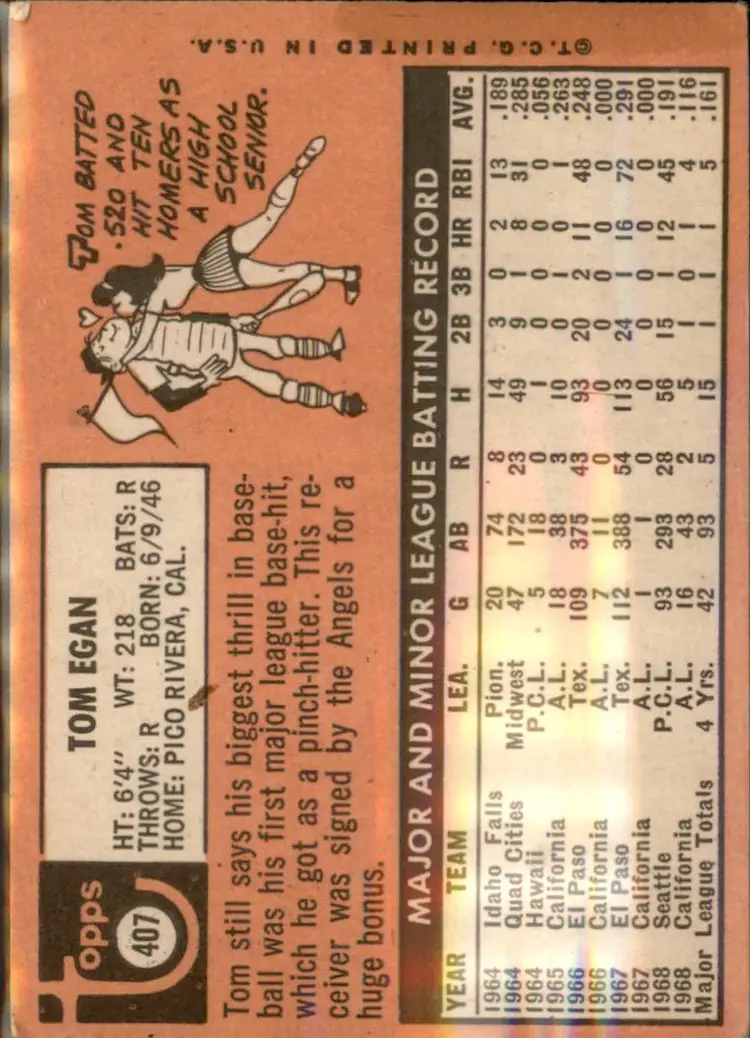 Topps
407
TOM EGAN
HT: 6'4" WT: 218 BATS: R
THROWS: R BORN: 6/9/46
HOME: PICO RIVERA, CAL.
TOM BATTED
.520 AND
HIT TEN
HOMERS AS
A HIGH
SCHOOL
SENIOR.
Tom still says his biggest thrill in base-
ball was his first major league base-hit,
which he got as a pinch-hitter. This re-
ceiver was signed by the Angels for a
huge bonus.
MAJOR AND MINOR LEAGUE BATTING RECORD
YEAR TEAM LEA. G AB R H 2B 3B HR RBI AVG.
1964 Idaho Falls Pion. 20 74 8 14 3 0 2 13 .189
1964 Quad Cities Midwest 47 172 23 49 9 1 8 31 .285
1964 Hawaii P.C.L. 5 18 0 1 0 0 0 0 .056
1965 California A.L. 18 38 3 10 0 1 0 1 .263
1966 El Paso Tex. 109 375 43 93 20 2 11 48 .248
1966 California A.L. 7 11 0 0 0 0 0 0 .000
1967 El Paso Tex. 112 388 54 113 24 1 16 72 .291
1967 California A.L. 1 1 0 0 0 0 0 0 .000
1968 Seattle P.C.L. 93 293 28 56 15 1 12 45 .191
1968 California A.L. 16 43 2 5 1 0 1 4 .116
Major League Totals 4 Yrs. 42 93 5 15 1 1 1 5 .161
©T.C.G. PRINTED IN U.S.A.